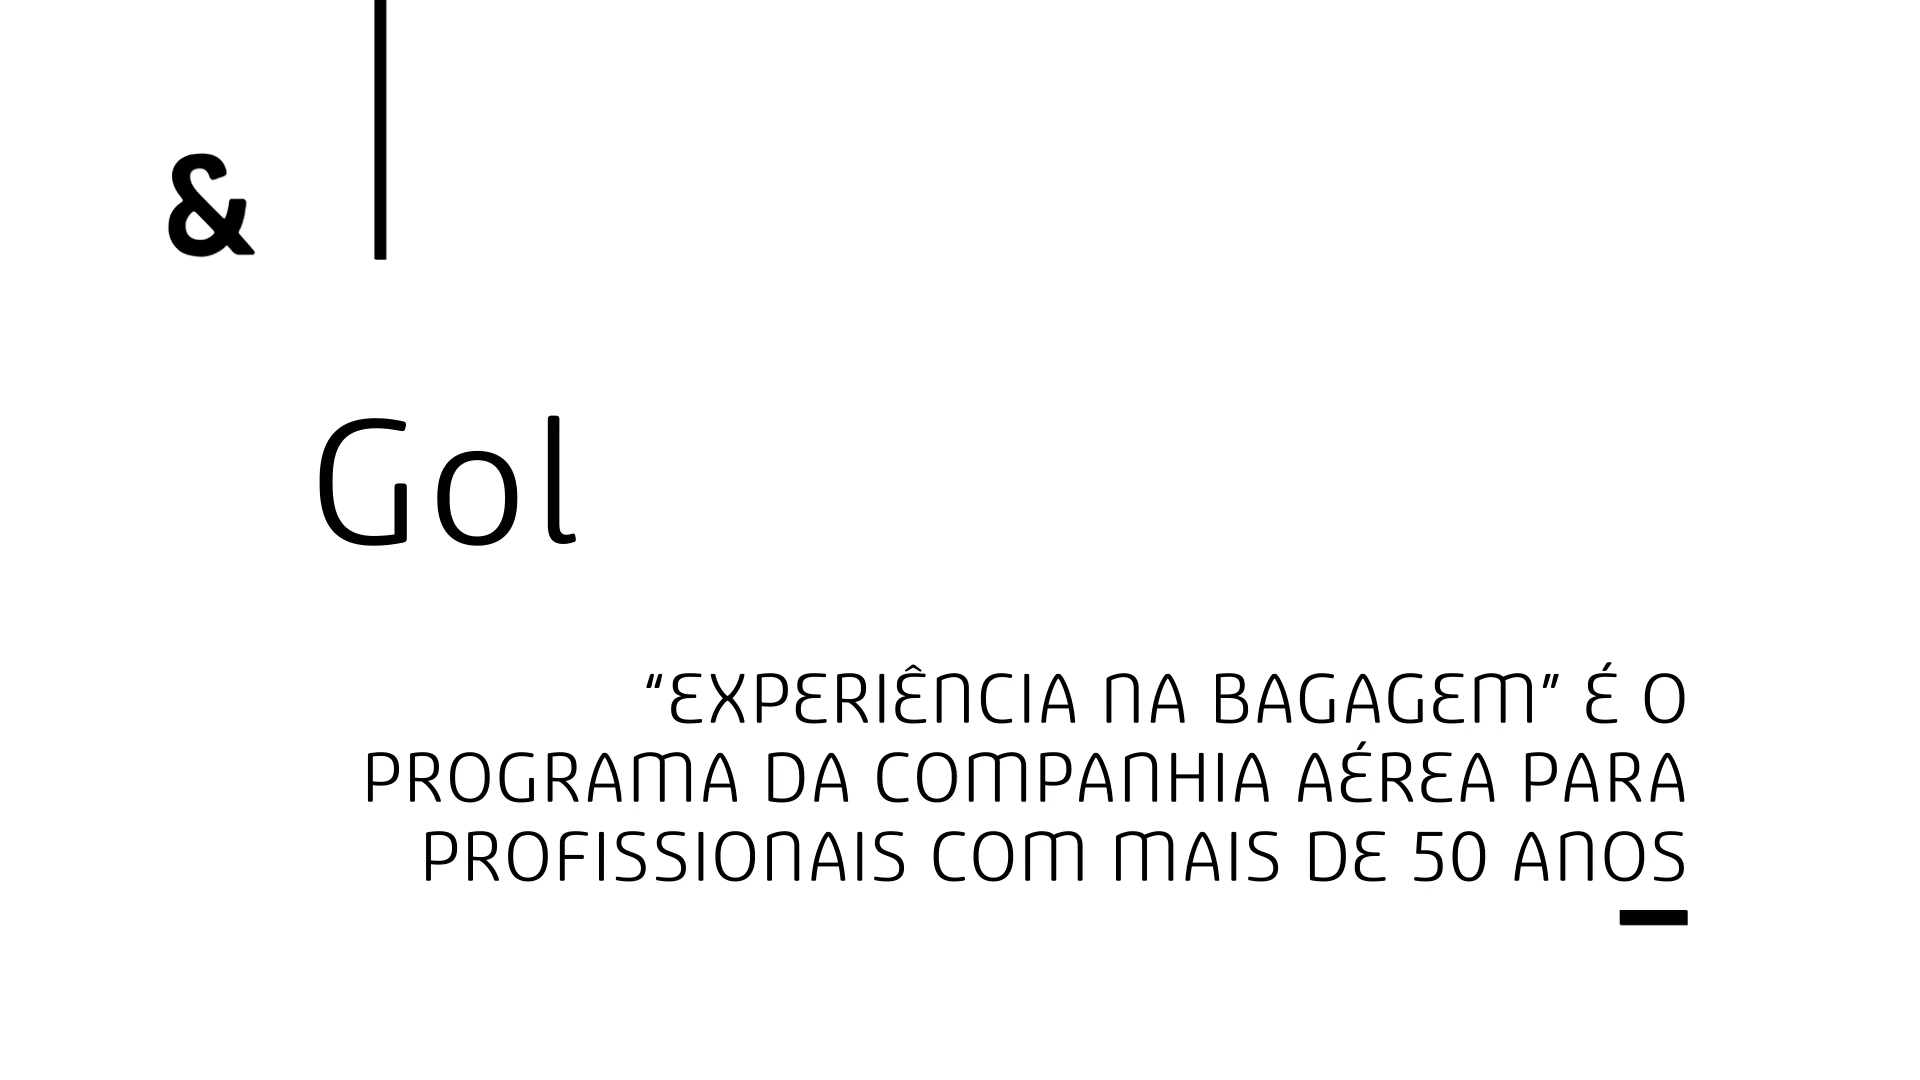 &
Gol
“EXPERIÊNCIA NA BAGAGEM” É O
PROGRAMA DA COMPANHIA AÉREA PARA
PROFISSIONAIS COM MAIS DE 50 ANOS